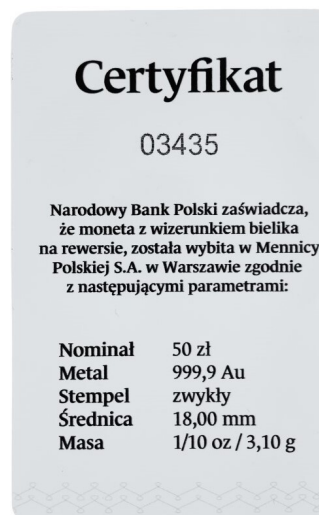 Certyfikat
03435
Narodowy Bank Polski zaświadcza,
że moneta z wizerunkiem bielika
na rewersie, została wybita w Mennicy
Polskiej S.A. w Warszawie zgodnie
z następującymi parametrami:
Nominał 50 zł
Metal 999,9 Au
Stempel zwykły
Średnica 18,00 mm
Masa 1/10 oz / 3,10 g